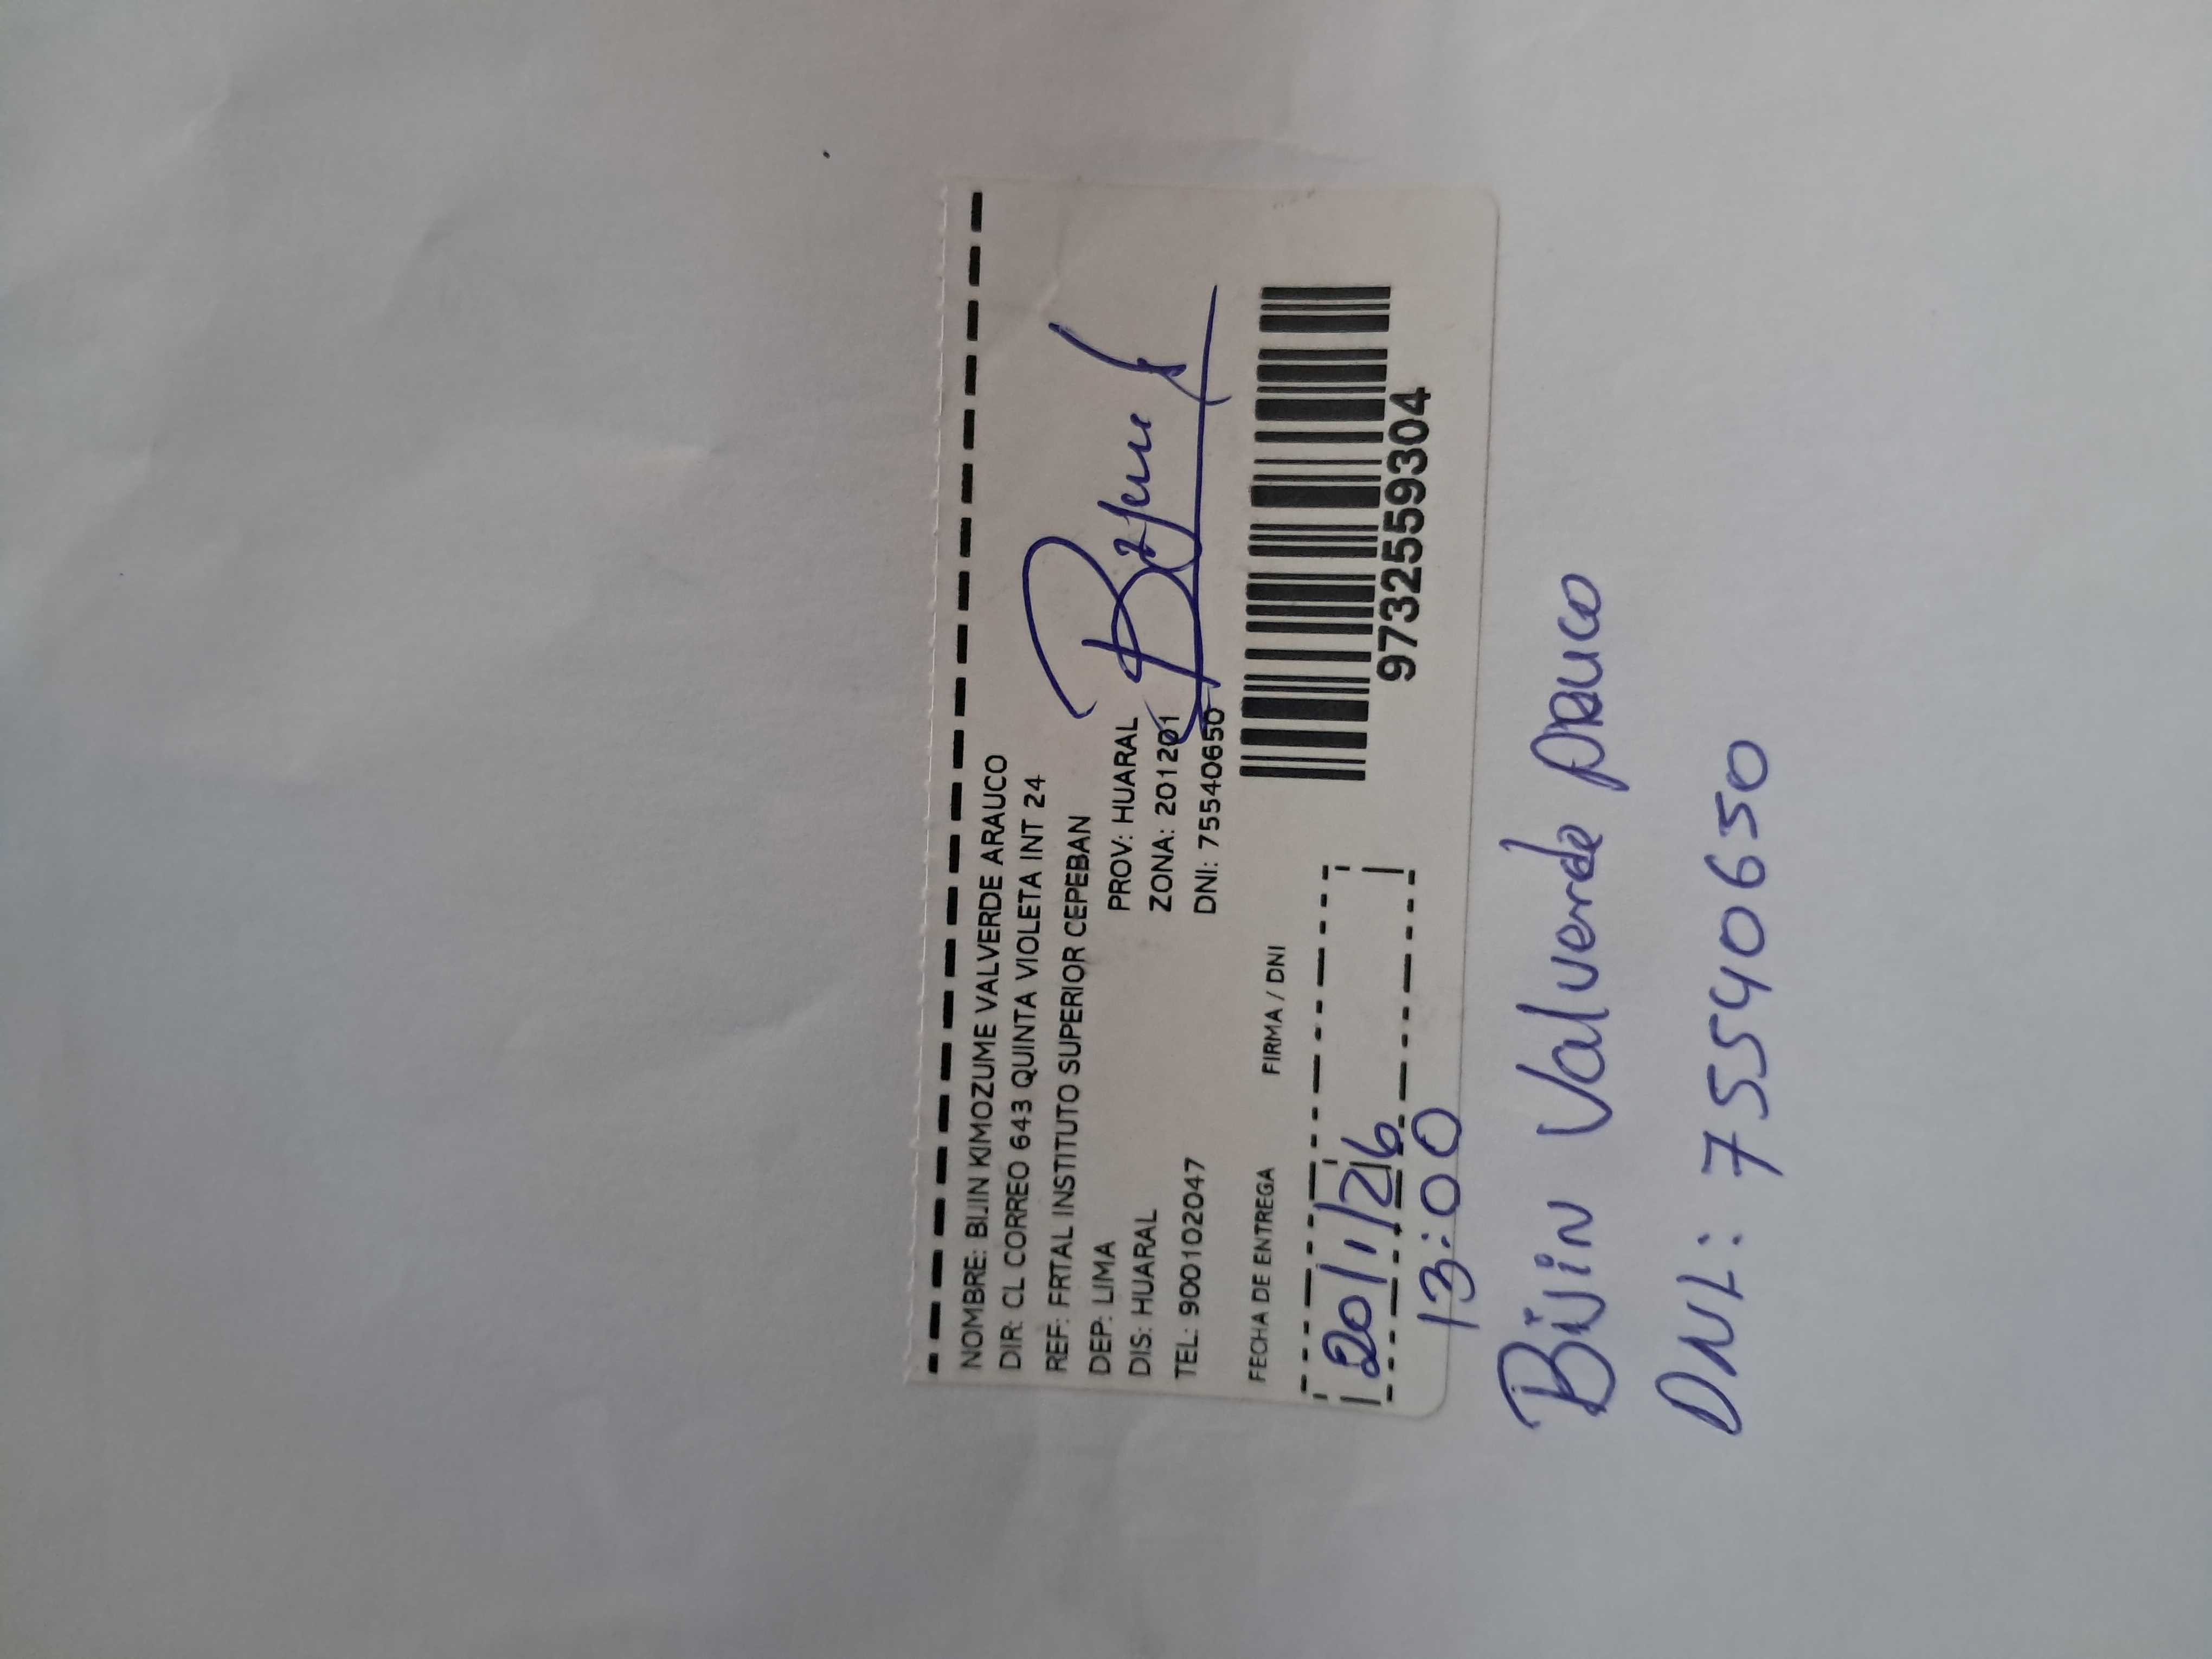 NOMBRE: BIJIN KIMOZUME VALVERDE ARAUCO
DIR: CL CORREO 643 QUINTA VIOLETA INT 24
REF: FRTAL INSTITUTO SUPERIOR CEPEBAN
DEP: LIMA PROV: HUARAL
DIS: HUARAL ZONA: 201201
TEL: 900102047 DNI: 75540650
FECHA DE ENTREGA FIRMA / DNI
20/1/26
13:00
9732559304
Bijin Valverde Arauco
DNI: 75540650